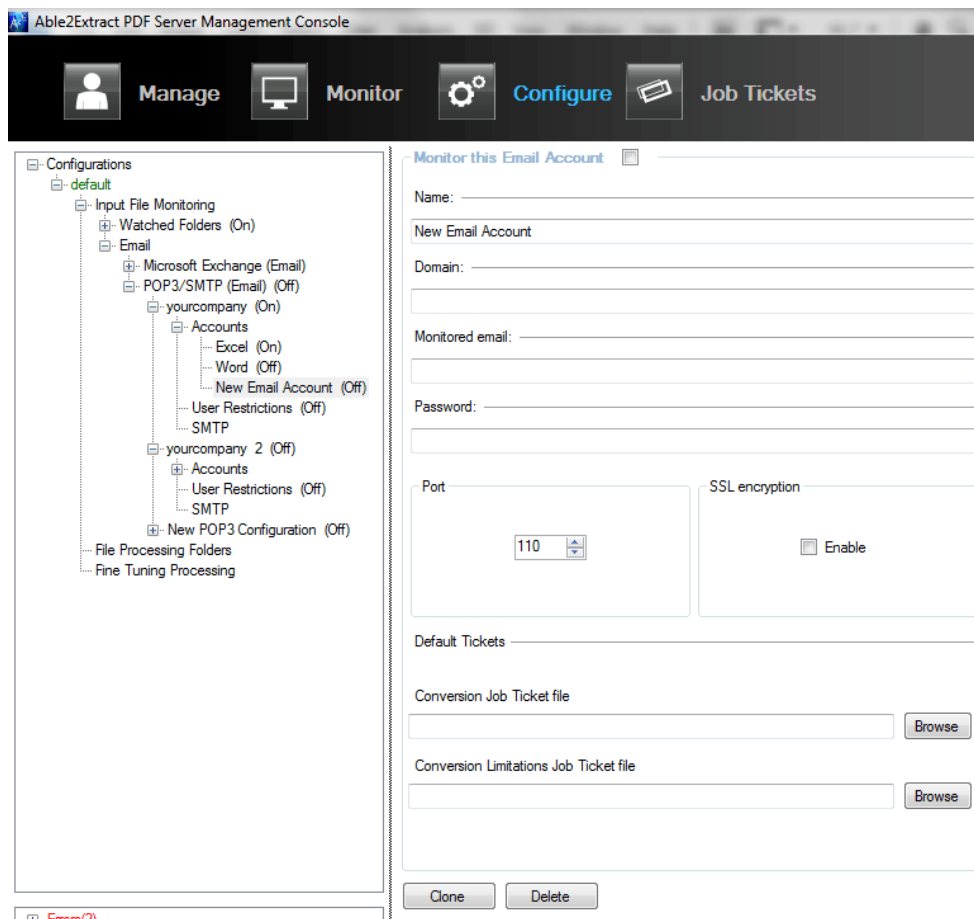 Able2Extract PDF Server Management Console
Manage Monitor Configure Job Tickets
Configurations
default
Input File Monitoring
Watched Folders (On)
Email
Microsoft Exchange (Email)
POP3/SMTP (Email) (Off)
yourcompany (On)
Accounts
Excel (On)
Word (Off)
New Email Account (Off)
User Restrictions (Off)
SMTP
yourcompany 2 (Off)
Accounts
User Restrictions (Off)
SMTP
New POP3 Configuration (Off)
File Processing Folders
Fine Tuning Processing
Errors(2)
Monitor this Email Account
Name:
New Email Account
Domain:
Monitored email:
Password:
Port
110
SSL encryption
Enable
Default Tickets
Conversion Job Ticket file
Browse
Conversion Limitations Job Ticket file
Browse
Clone Delete